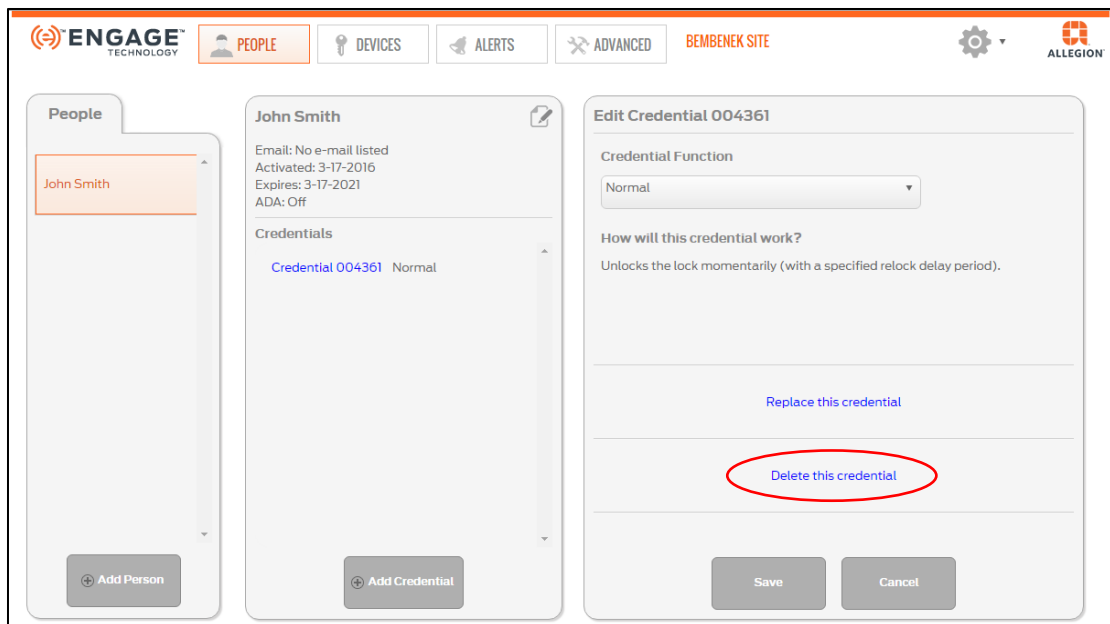 ENGAGE™
TECHNOLOGY
PEOPLE
DEVICES
ALERTS
ADVANCED
BEMBENEK SITE
ALLEGION™
People
John Smith
Add Person
John Smith
Email: No e-mail listed
Activated: 3-17-2016
Expires: 3-17-2021
ADA: Off
Credentials
Credential 004361 Normal
Add Credential
Edit Credential 004361
Credential Function
Normal
How will this credential work?
Unlocks the lock momentarily (with a specified relock delay period).
Replace this credential
Delete this credential
Save
Cancel